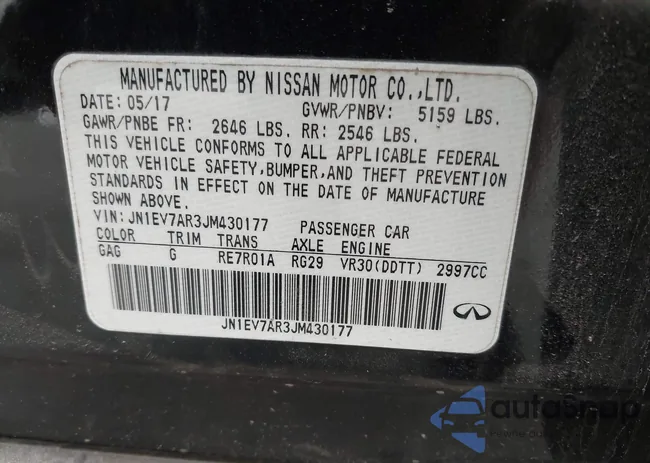 MANUFACTURED BY NISSAN MOTOR CO.,LTD.
DATE: 05/17 GVWR/PNBV: 5159 LBS.
GAWR/PNBE FR: 2646 LBS. RR: 2546 LBS.
THIS VEHICLE CONFORMS TO ALL APPLICABLE FEDERAL
MOTOR VEHICLE SAFETY, BUMPER, AND THEFT PREVENTION
STANDARDS IN EFFECT ON THE DATE OF MANUFACTURE
SHOWN ABOVE.
VIN: JN1EV7AR3JM430177 PASSENGER CAR
COLOR TRIM TRANS AXLE ENGINE
GAG G RE7R01A RG29 VR30(DDTT) 2997CC
JN1EV7AR3JM430177
autoSnap